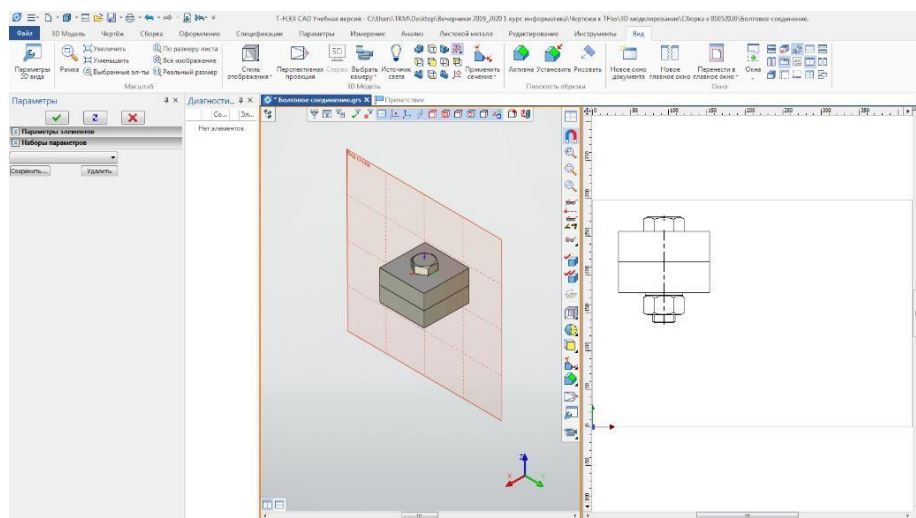 T-FLEX CAD Учебная версия - C:\Users\TKM\Desktop\Вечерники 2019_2020 1 курс информатика\Чертежи к TFlex\3D моделирование\Сборка к 01052020\Болтовое соединение.
Файл 3D Модель Чертёж Сборка Оформление Спецификации Параметры Измерение Анализ Листовой металл Редактирование Инструменты Вид
Параметры 3D вида
Рамка
Увеличить
Уменьшить
Выбранные эл-ты
По размеру листа
Все изображение
Реальный размер
Стиль отображения
Перспективная проекция
Стерео
Выбрать камеру
Источник света
Применить сечение
Активна
Установить
Рисовать
Новое окно документа
Новое главное окно
Перенести в главное окно
Окна
Масштаб
3D Модель
Плоскость обрезки
Окно
Параметры
Диагности...
* Болтовое соединение.grs
Приветствие
Со...
Эл...
Нет элементов
Параметры элементов
Наборы параметров
Сохранить...
Удалить